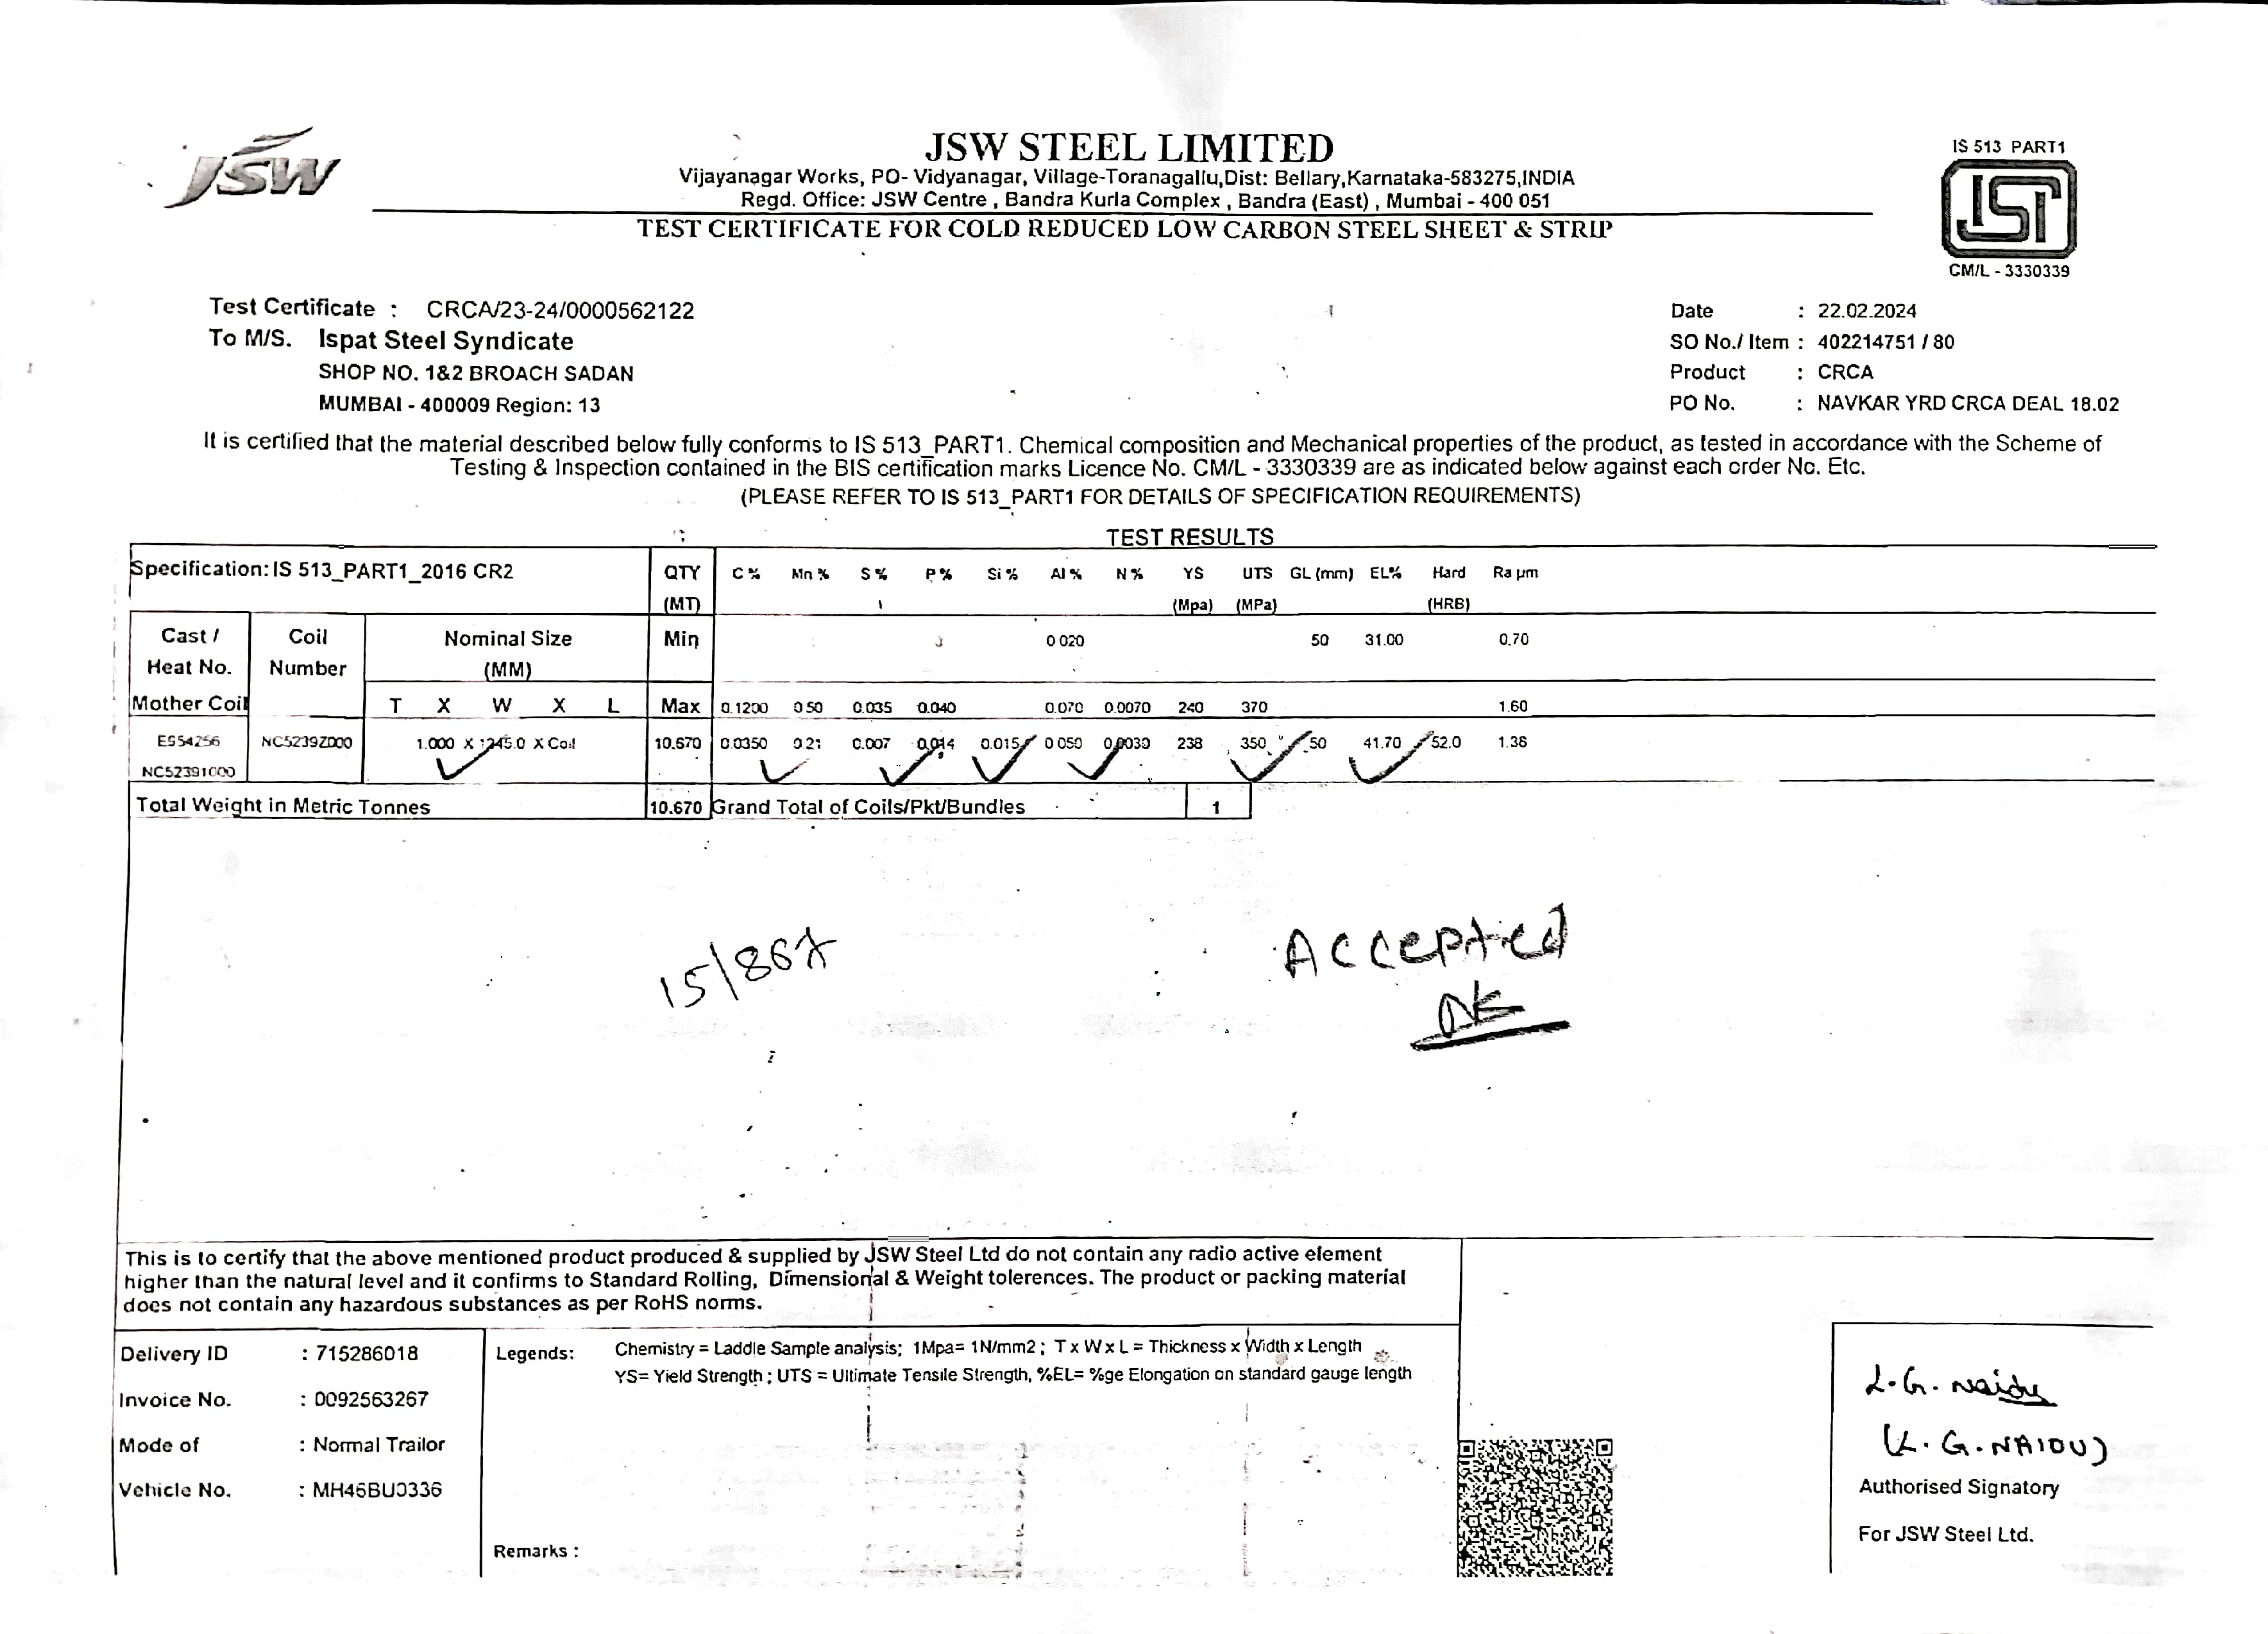 JSW
JSW STEEL LIMITED
Vijayanagar Works, PO- Vidyanagar, Village-Toranagallu,Dist: Bellary,Karnataka-583275,INDIA
Regd. Office: JSW Centre , Bandra Kurla Complex , Bandra (East) , Mumbai - 400 051
TEST CERTIFICATE FOR COLD REDUCED LOW CARBON STEEL SHEET & STRIP
IS 513 PART1
CM/L - 3330339
Test Certificate : CRCA/23-24/0000562122
To M/S. Ispat Steel Syndicate
SHOP NO. 1&2 BROACH SADAN
MUMBAI - 400009 Region: 13
Date : 22.02.2024
SO No./ Item : 402214751 / 80
Product : CRCA
PO No. : NAVKAR YRD CRCA DEAL 18.02
It is certified that the material described below fully conforms to IS 513_PART1. Chemical composition and Mechanical properties of the product, as tested in accordance with the Scheme of
Testing & Inspection contained in the BIS certification marks Licence No. CM/L - 3330339 are as indicated below against each order No. Etc.
(PLEASE REFER TO IS 513_PART1 FOR DETAILS OF SPECIFICATION REQUIREMENTS)
TEST RESULTS
Specification: IS 513_PART1_2016 CR2 QTY C% Mn% S% P% Si% Al% N% YS UTS GL (mm) EL% Hard Ra µm
(MT) (Mpa) (MPa) (HRB)
Cast / Coil Nominal Size Min 0.020 50 31.00 0.70
Heat No. Number (MM)
Mother Coil T X W X L Max 0.1200 0.50 0.035 0.040 0.070 0.0070 240 370 1.60
ES54256 NC5239Z000 1.000 X 1245.0 X Coil 10.670 0.0350 0.21 0.007 0.014 0.015 0.050 0.0030 238 350 50 41.70 52.0 1.38
NC52391000
Total Weight in Metric Tonnes 10.670 Grand Total of Coils/Pkt/Bundles 1
15/867
Accepted
This is to certify that the above mentioned product produced & supplied by JSW Steel Ltd do not contain any radio active element
higher than the natural level and it confirms to Standard Rolling, Dimensional & Weight tolerences. The product or packing material
does not contain any hazardous substances as per RoHS norms.
Delivery ID : 715286018
Invoice No. : 0092563267
Mode of : Normal Trailor
Vehicle No. : MH46BU0336
Legends: Chemistry = Laddle Sample analysis; 1Mpa= 1N/mm2 ; T x W x L = Thickness x Width x Length
YS= Yield Strength ; UTS = Ultimate Tensile Strength, %EL= %ge Elongation on standard gauge length
Remarks :
L.G. Naidu
(L.G.NAIDU)
Authorised Signatory
For JSW Steel Ltd.